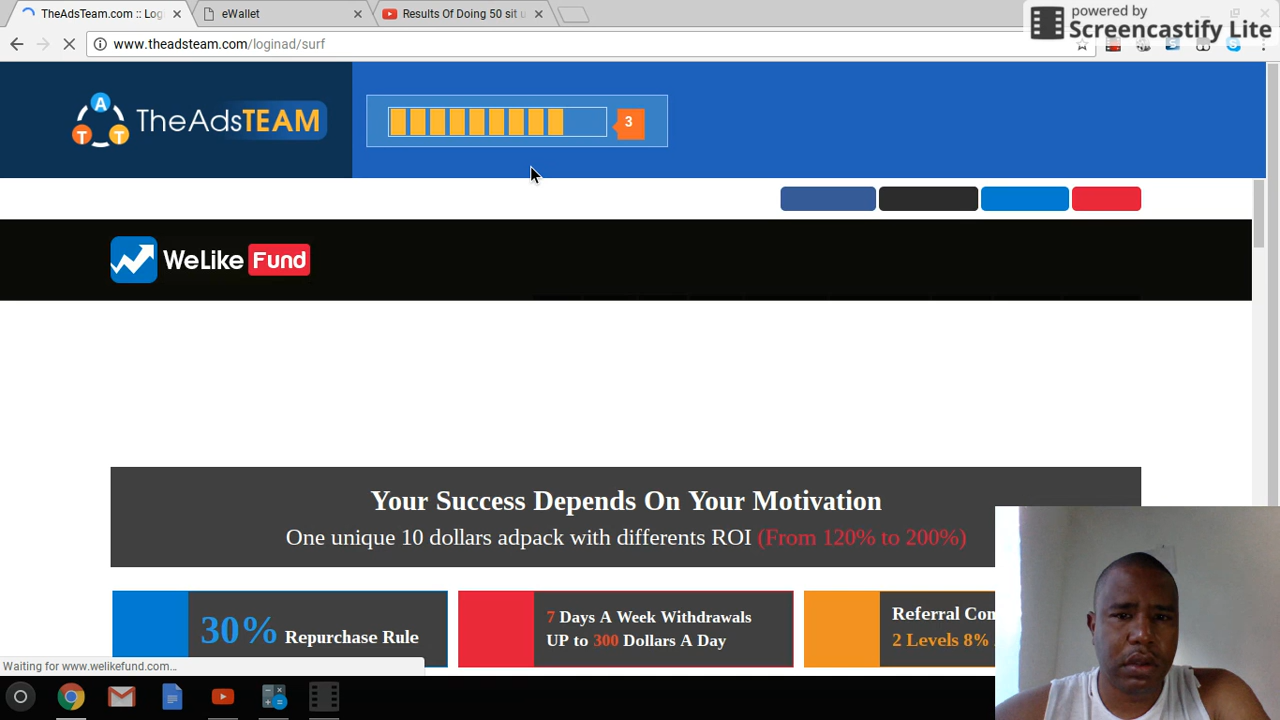 TheAdsTeam.com :: Log
eWallet
Results Of Doing 50 sit u
powered by
Screencastify Lite
www.theadsteam.com/loginad/surf
A
T
T
TheAdsTEAM
3
WeLike Fund
Your Success Depends On Your Motivation
One unique 10 dollars adpack with differents ROI (From 120% to 200%)
30% Repurchase Rule
7 Days A Week Withdrawals
UP to 300 Dollars A Day
Referral Con
2 Levels 8%
Waiting for www.welikefund.com...